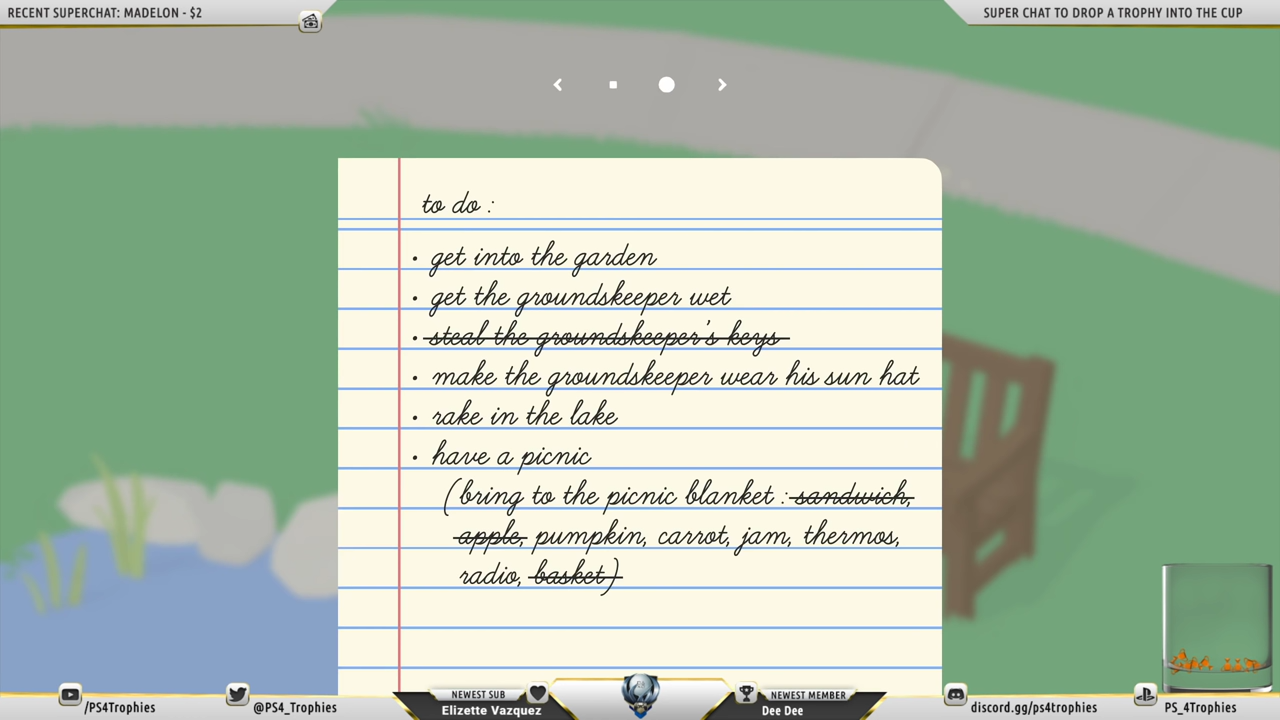 RECENT SUPERCHAT: MADELON - $2
SUPER CHAT TO DROP A TROPHY INTO THE CUP
to do :
• get into the garden
• get the groundskeeper wet
• steal the groundskeeper's keys
• make the groundskeeper wear his sun hat
• rake in the lake
• have a picnic
(bring to the picnic blanket : sandwich,
apple, pumpkin, carrot, jam, thermos,
radio, basket)
/PS4Trophies
@PS4_Trophies
NEWEST SUB
Elizette Vazquez
NEWEST MEMBER
Dee Dee
discord.gg/ps4trophies
PS_4Trophies